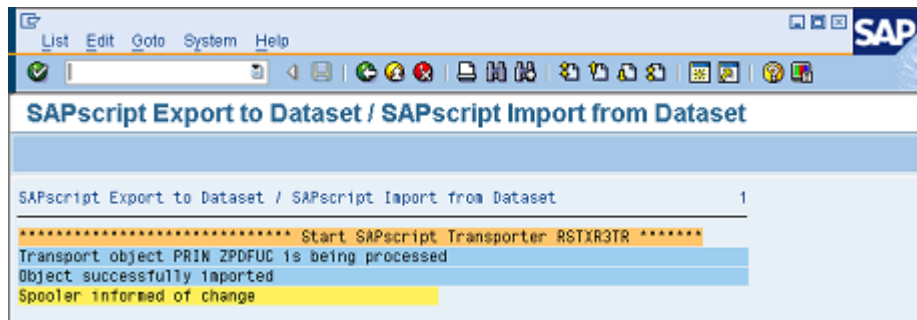 List Edit Goto System Help
SAP
SAPscript Export to Dataset / SAPscript Import from Dataset
SAPscript Export to Dataset / SAPscript Import from Dataset 1
****************************** Start SAPscript Transporter RSTXR3TR *******
Transport object PRIN ZPDFUC is being processed
Object successfully imported
Spooler informed of change